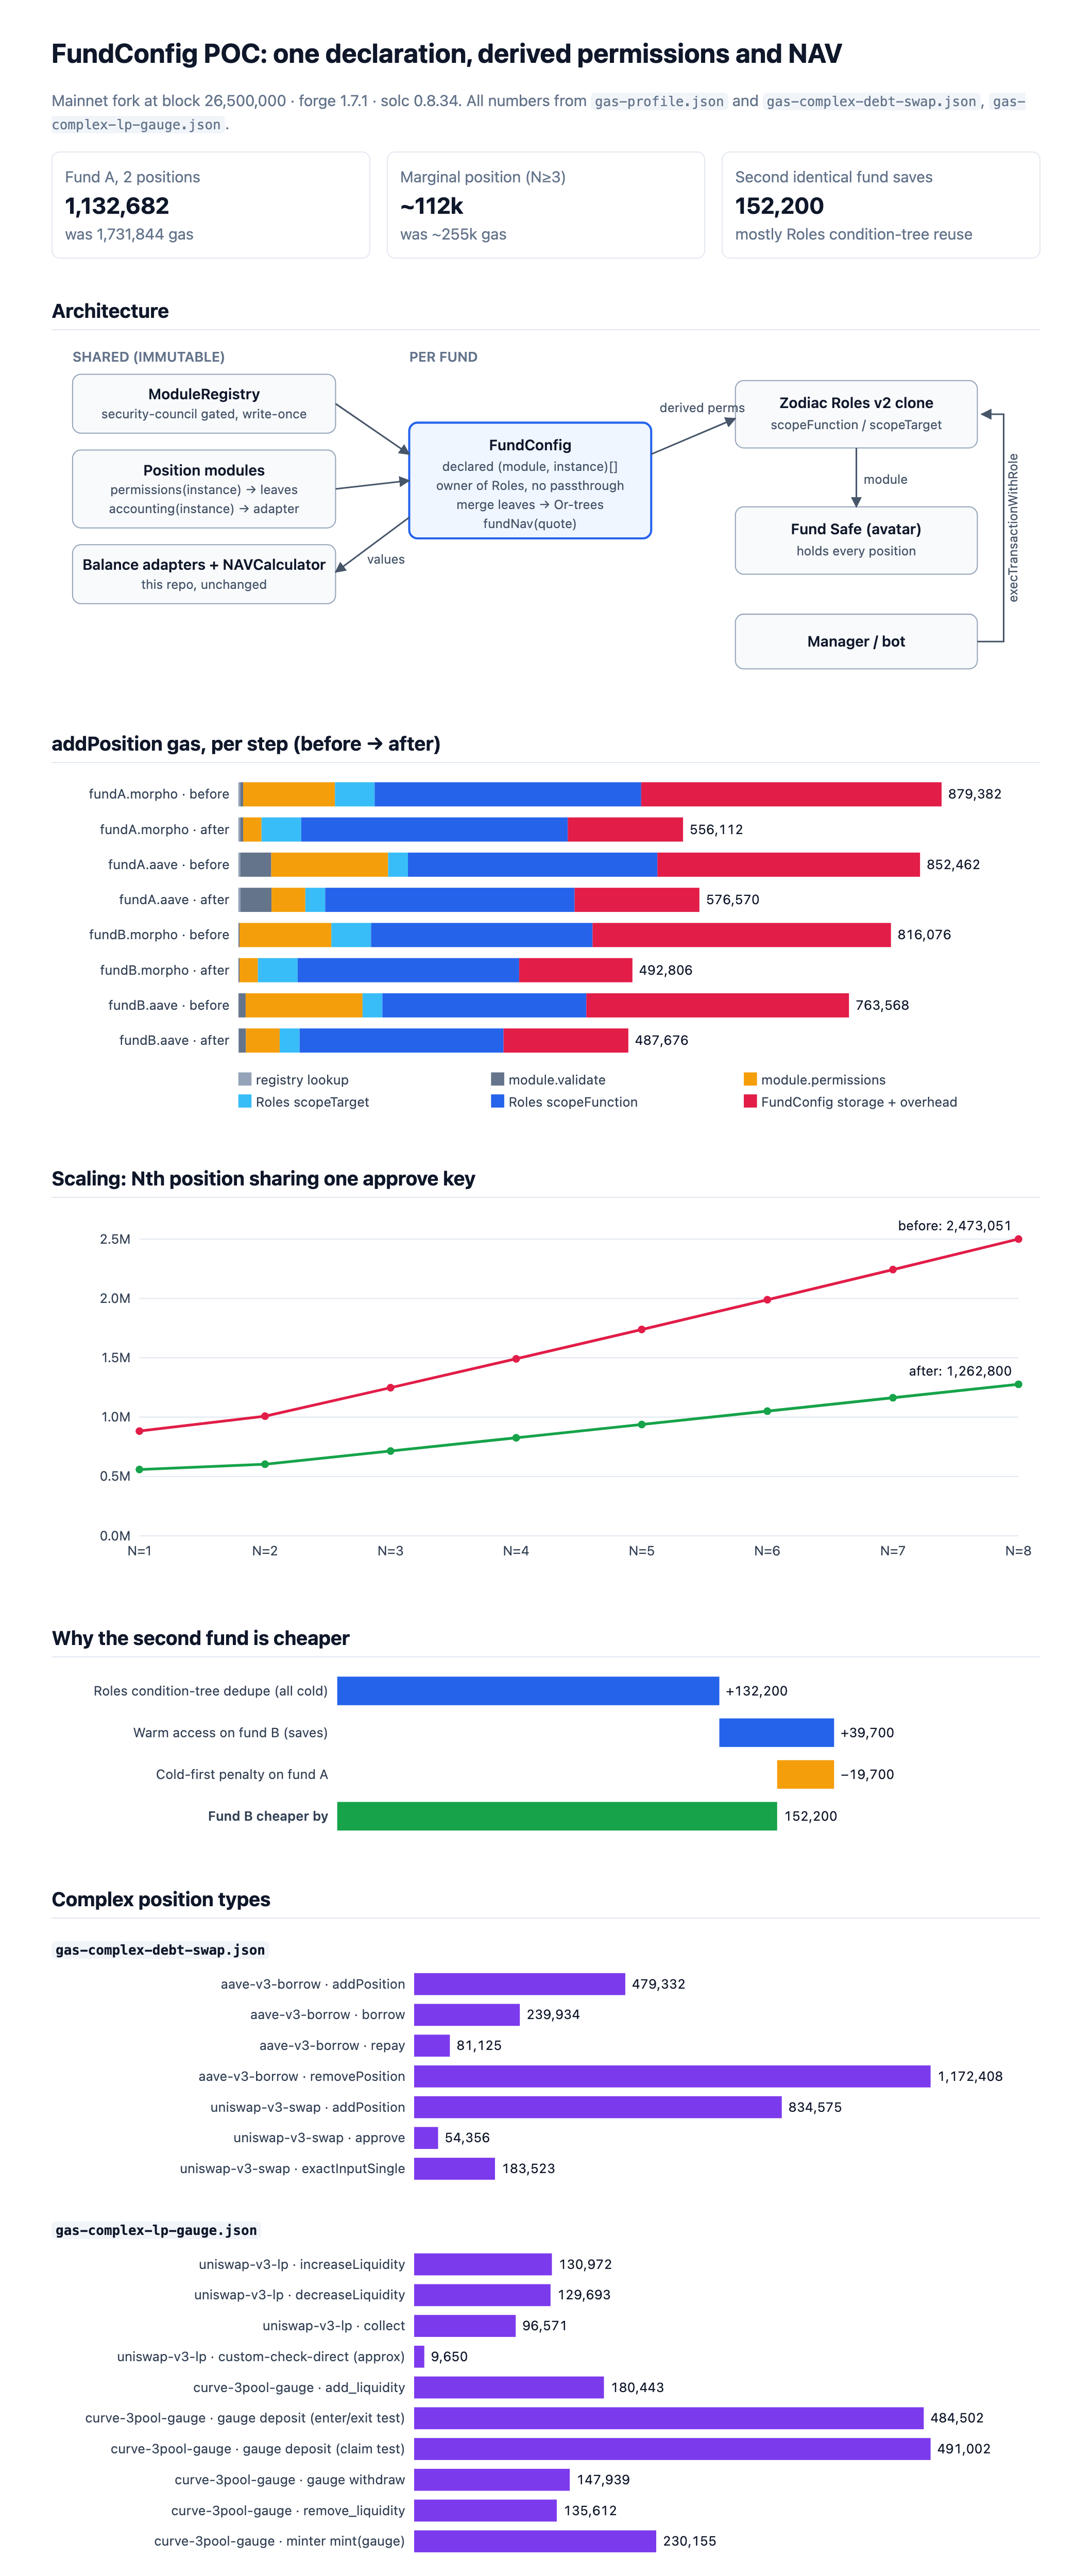 FundConfig POC: one declaration, derived permissions and NAV
Mainnet fork at block 26,500,000 · forge 1.7.1 · solc 0.8.34. All numbers from gas-profile.json and gas-complex-debt-swap.json, gas-
complex-lp-gauge.json.
Fund A, 2 positions
1,132,682
was 1,731,844 gas
Marginal position (N≥3)
~112k
was ~255k gas
Second identical fund saves
152,200
mostly Roles condition-tree reuse
Architecture
SHARED (IMMUTABLE)
PER FUND
ModuleRegistry
security-council gated, write-once
Position modules
permissions(instance) → leaves
accounting(instance) → adapter
Balance adapters + NAVCalculator
this repo, unchanged
FundConfig
declared (module, instance)[]
owner of Roles, no passthrough
merge leaves → Or-trees
fundNav(quote)
values
derived perms
Zodiac Roles v2 clone
scopeFunction / scopeTarget
module
Fund Safe (avatar)
holds every position
Manager / bot
execTransactionWithRole
addPosition gas, per step (before → after)
fundA.morpho · before 879,382
fundA.morpho · after 556,112
fundA.aave · before 852,462
fundA.aave · after 576,570
fundB.morpho · before 816,076
fundB.morpho · after 492,806
fundB.aave · before 763,568
fundB.aave · after 487,676
registry lookup module.validate module.permissions
Roles scopeTarget Roles scopeFunction FundConfig storage + overhead
Scaling: Nth position sharing one approve key
before: 2,473,051
2.5M
2.0M
1.5M
after: 1,262,800
1.0M
0.5M
0.0M
N=1 N=2 N=3 N=4 N=5 N=6 N=7 N=8
Why the second fund is cheaper
Roles condition-tree dedupe (all cold) +132,200
Warm access on fund B (saves) +39,700
Cold-first penalty on fund A −19,700
Fund B cheaper by 152,200
Complex position types
gas-complex-debt-swap.json
aave-v3-borrow · addPosition 479,332
aave-v3-borrow · borrow 239,934
aave-v3-borrow · repay 81,125
aave-v3-borrow · removePosition 1,172,408
uniswap-v3-swap · addPosition 834,575
uniswap-v3-swap · approve 54,356
uniswap-v3-swap · exactInputSingle 183,523
gas-complex-lp-gauge.json
uniswap-v3-lp · increaseLiquidity 130,972
uniswap-v3-lp · decreaseLiquidity 129,693
uniswap-v3-lp · collect 96,571
uniswap-v3-lp · custom-check-direct (approx) 9,650
curve-3pool-gauge · add_liquidity 180,443
curve-3pool-gauge · gauge deposit (enter/exit test) 484,502
curve-3pool-gauge · gauge deposit (claim test) 491,002
curve-3pool-gauge · gauge withdraw 147,939
curve-3pool-gauge · remove_liquidity 135,612
curve-3pool-gauge · minter mint(gauge) 230,155